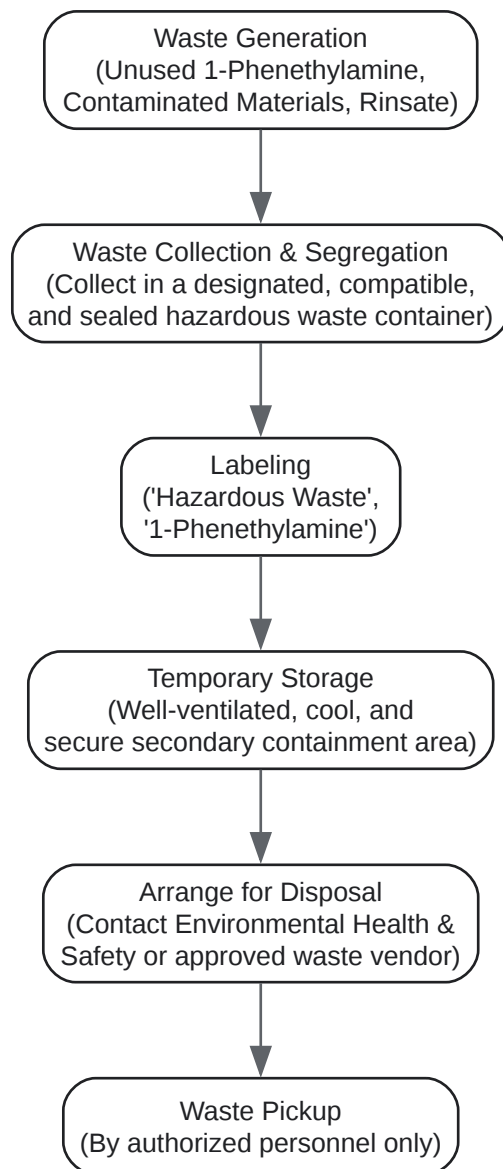 Waste Generation
(Unused 1-Phenethylamine,
Contaminated Materials, Rinsate)
Waste Collection & Segregation
(Collect in a designated, compatible,
and sealed hazardous waste container)
Labeling
('Hazardous Waste',
'1-Phenethylamine')
Temporary Storage
(Well-ventilated, cool, and
secure secondary containment area)
Arrange for Disposal
(Contact Environmental Health &
Safety or approved waste vendor)
Waste Pickup
(By authorized personnel only)